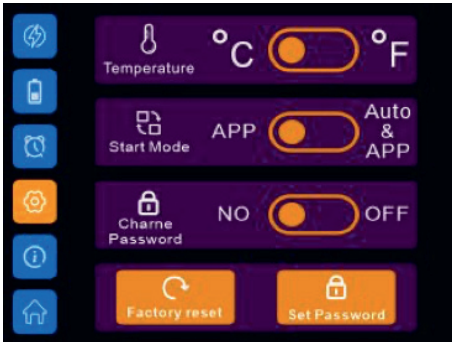 °C
°F
Temperature
APP
Auto
&
APP
Start Mode
NO
OFF
Charne
Password
Factory reset
Set Password